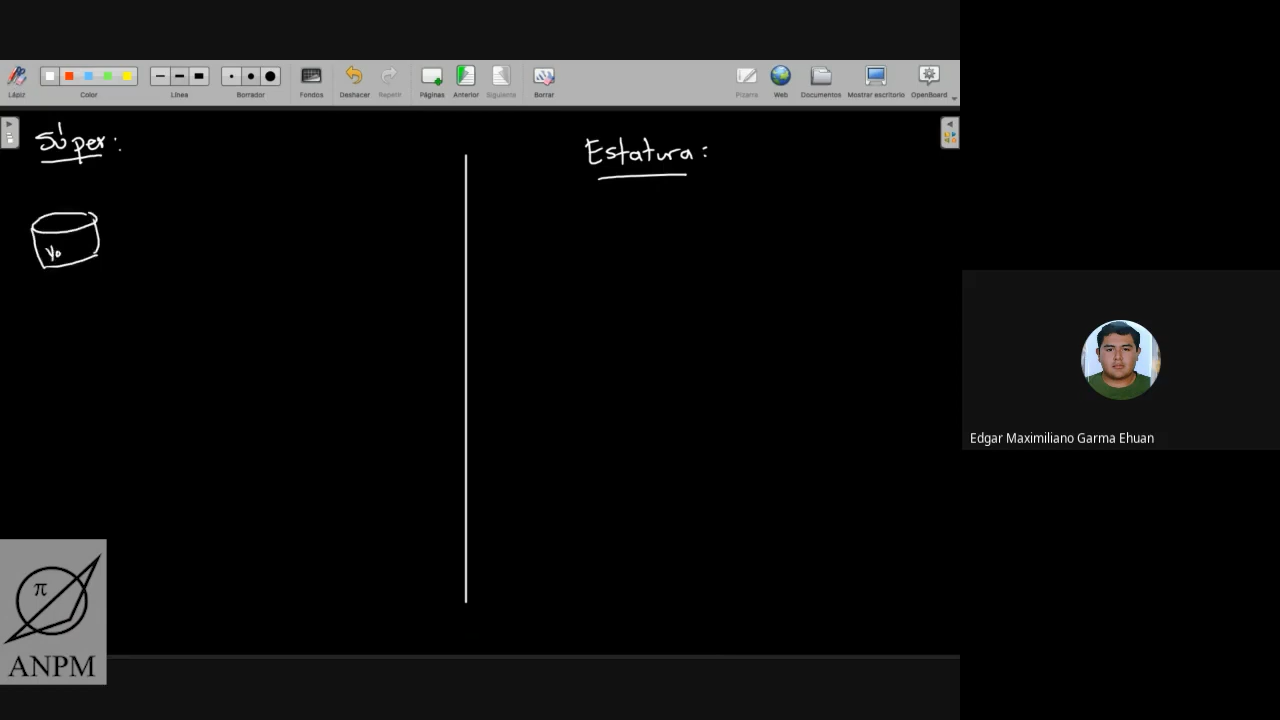 Lápiz
Color
Línea
Borrador
Fondos
Deshacer
Repetir
Páginas
Anterior
Siguiente
Borrar
Pizarra
Web
Documentos
Mostrar escritorio
OpenBoard
Súper:
Estatura:
Yo
Edgar Maximiliano Garma Ehuan
π
ANPM